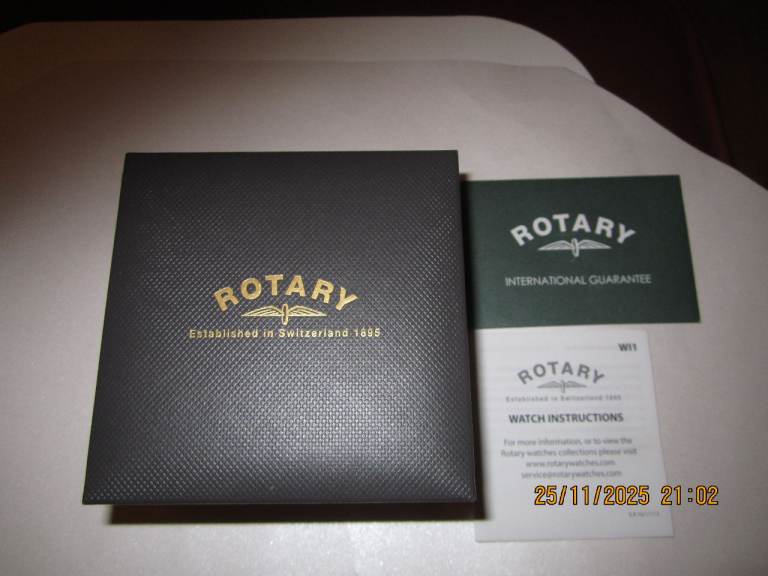 ROTARY
Established in Switzerland 1895
ROTARY
INTERNATIONAL GUARANTEE
WI1
ROTARY
Established in Switzerland 1895
WATCH INSTRUCTIONS
For more information, or to view the
Rotary watches collections please visit
www.rotarywatches.com
service@rotarywatches.com
25/11/2025 21:02